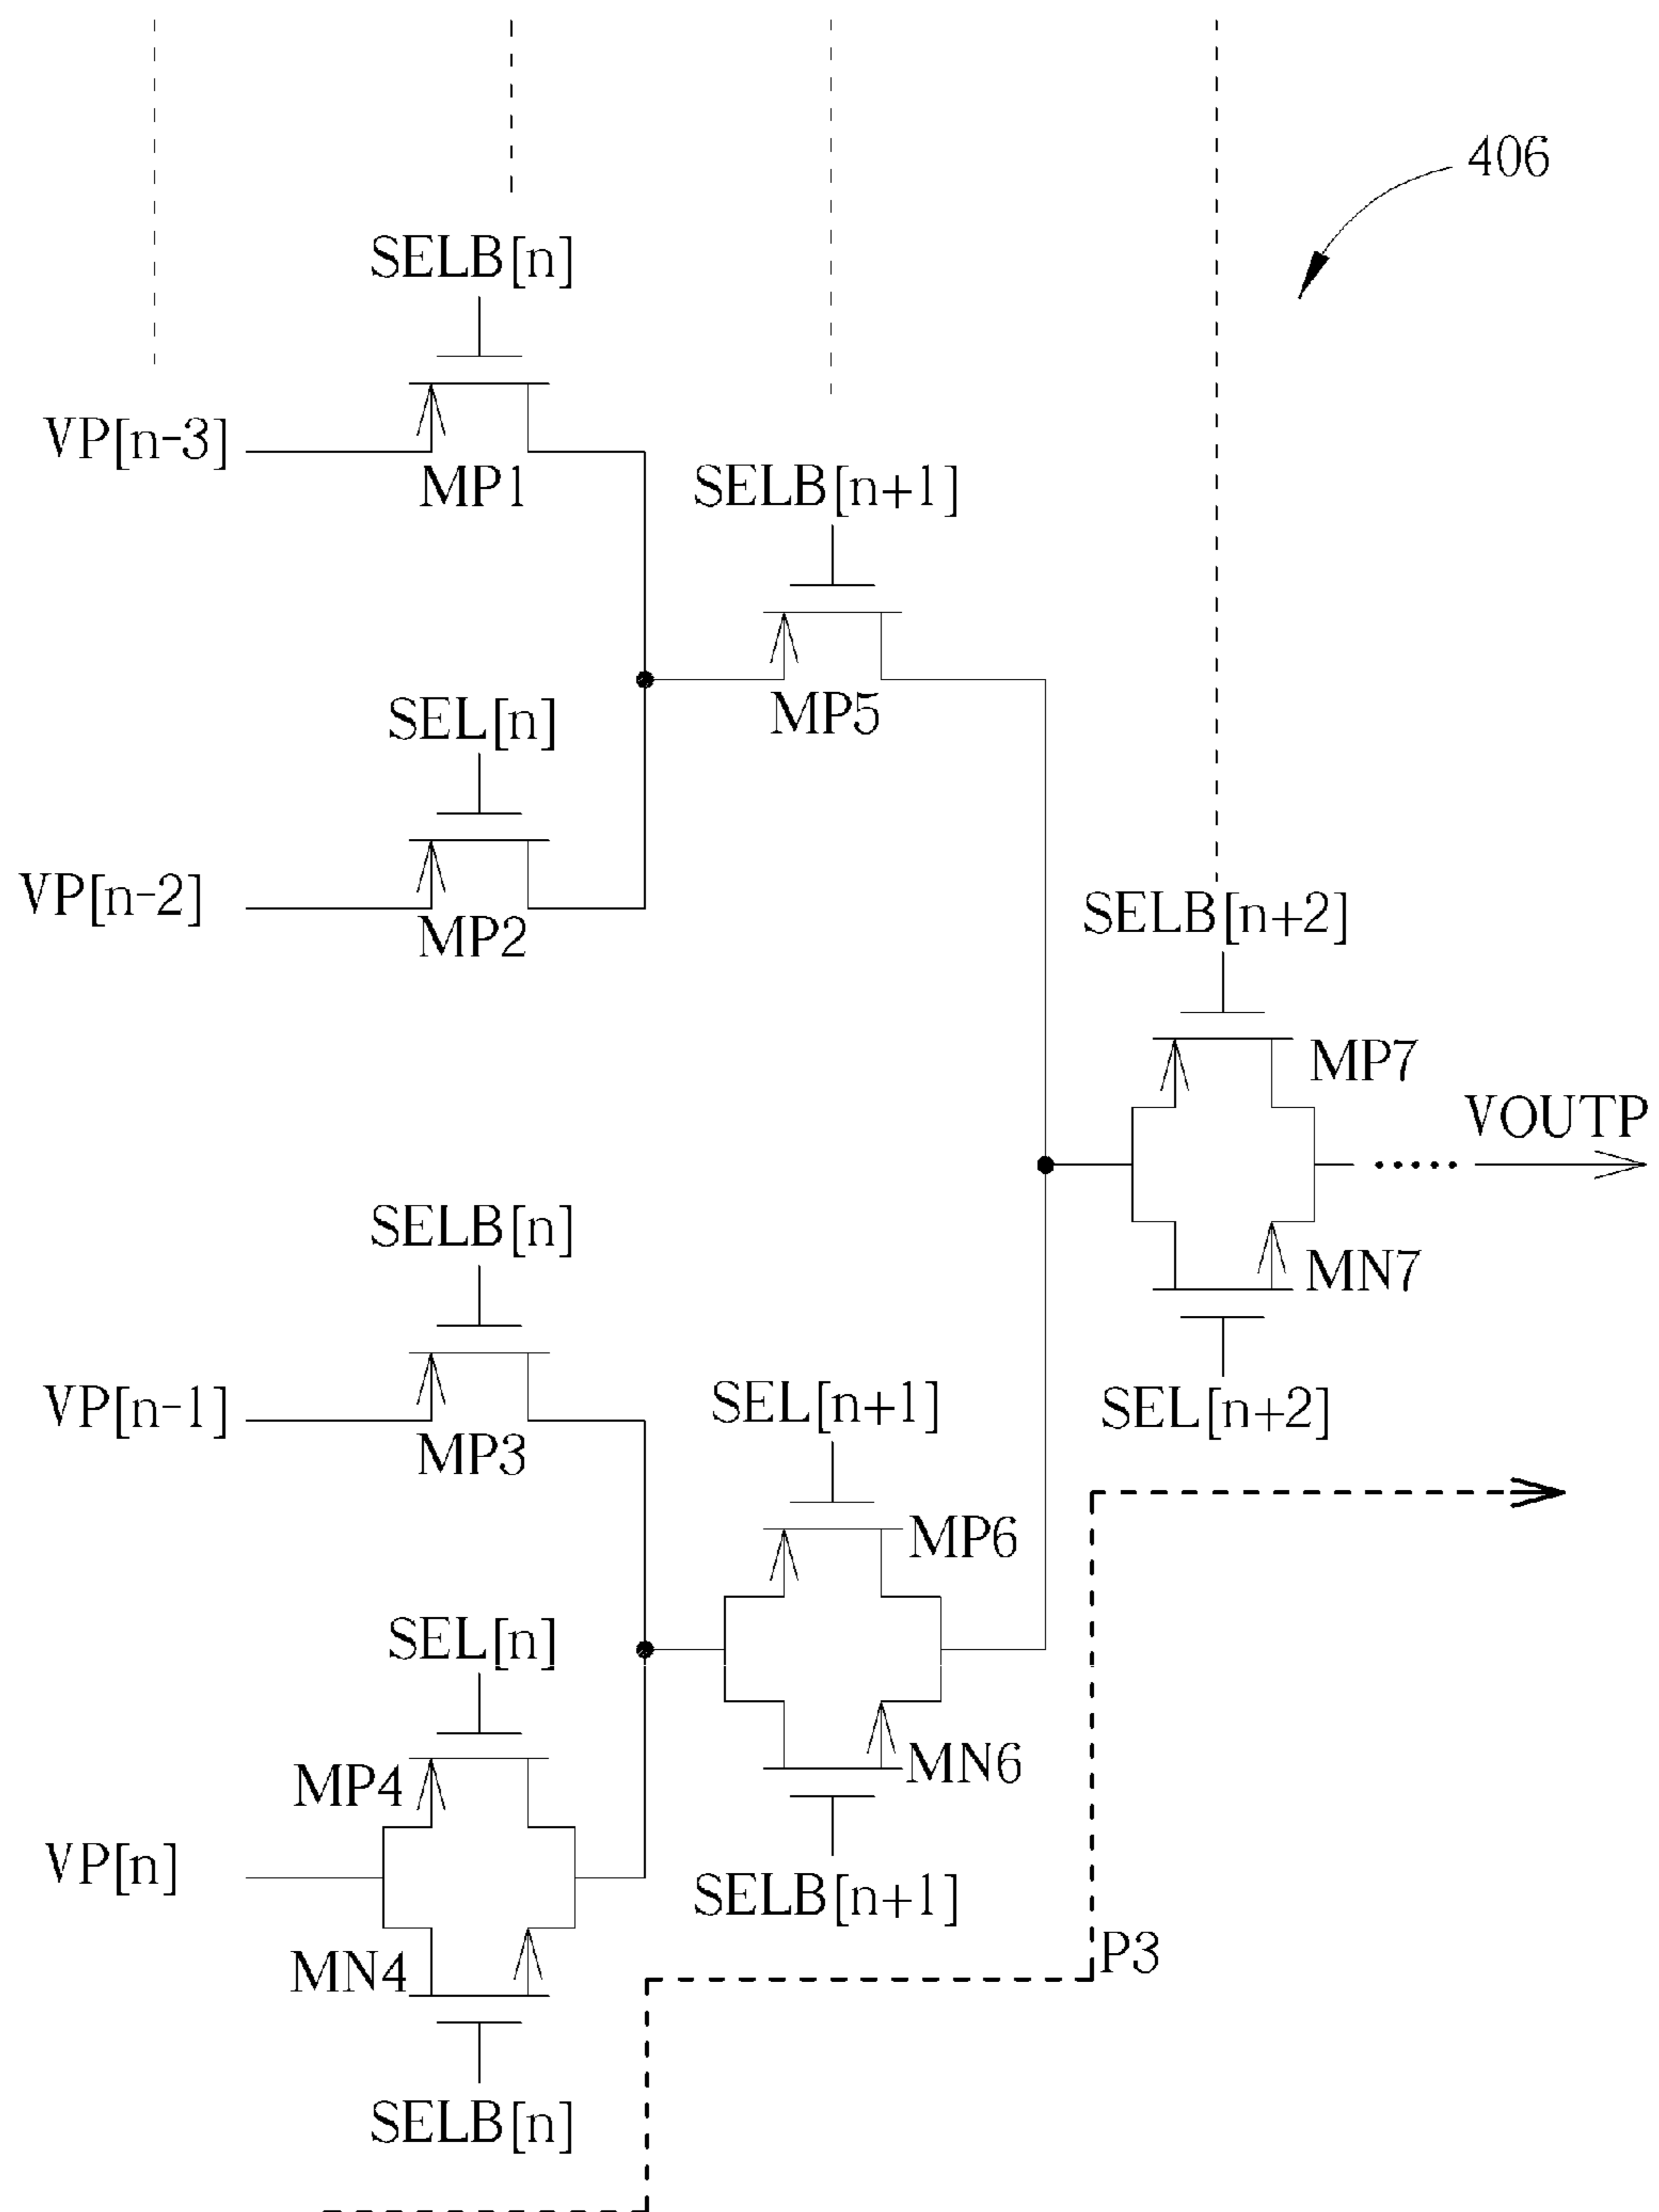 406
SELB[n]
VP[n-3]
MP1
SELB[n+1]
MP5
SEL[n]
VP[n-2]
MP2
SELB[n+2]
MP7
VOUTP
MN7
SEL[n+2]
SELB[n]
VP[n-1]
MP3
SEL[n+1]
MP6
MN6
SELB[n+1]
SEL[n]
MP4
VP[n]
MN4
SELB[n]
P3